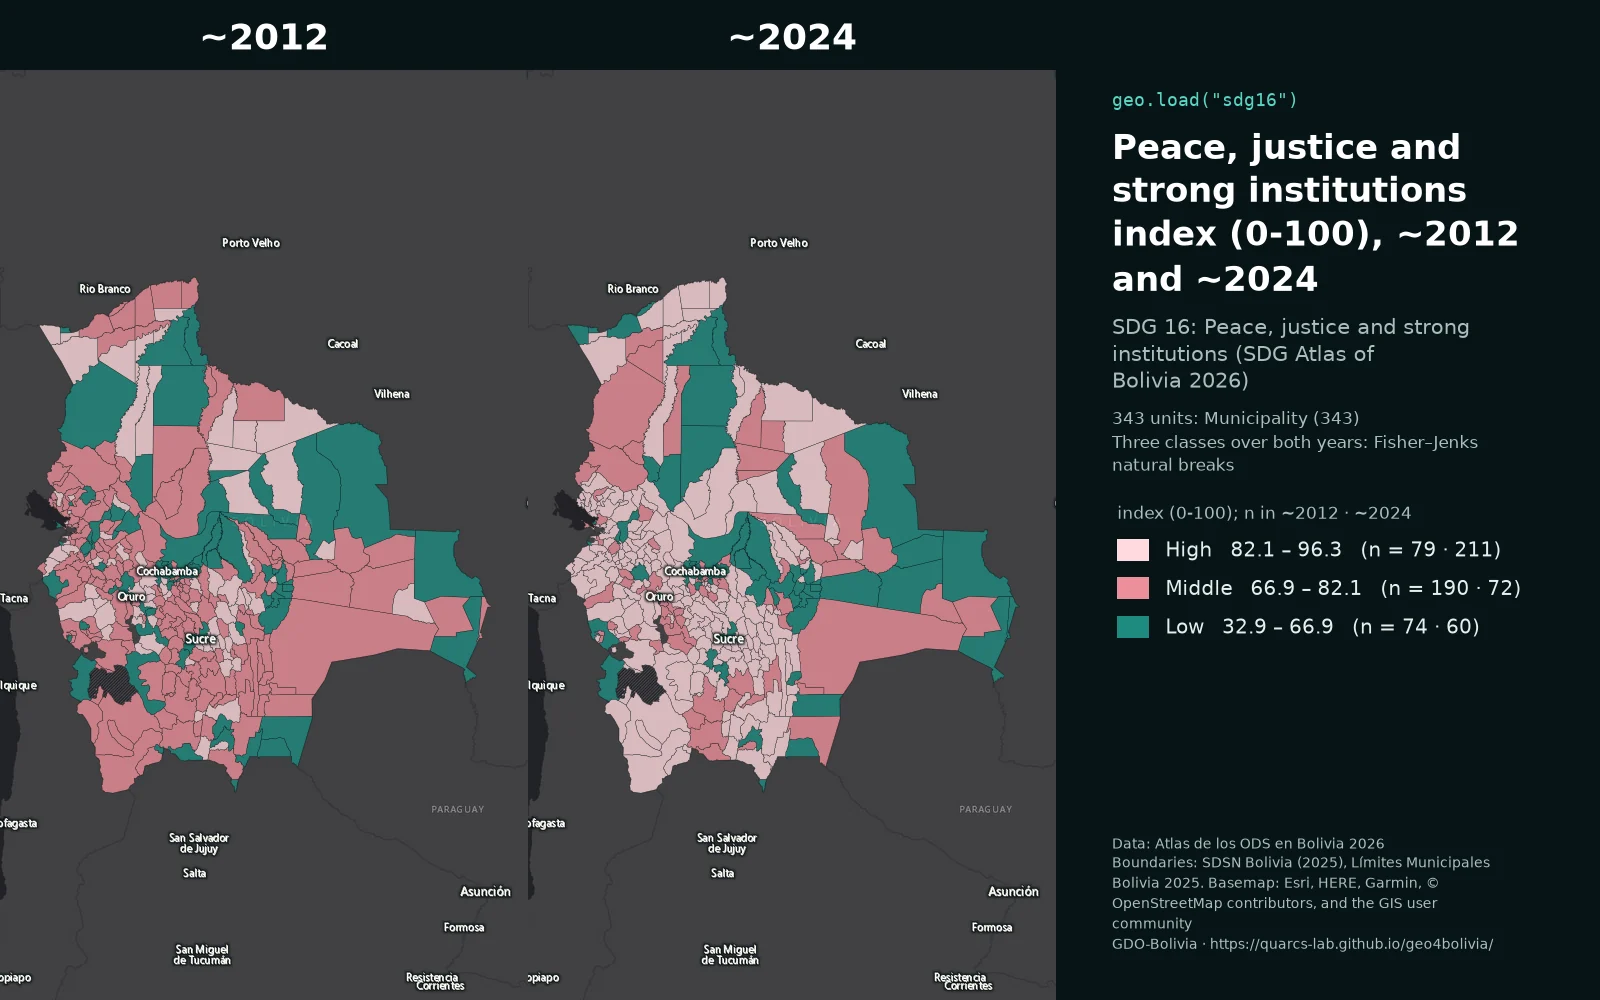 ~2012
~2024
geo.load("sdg16")
Peace, justice and
strong institutions
index (0-100), ~2012
and ~2024
SDG 16: Peace, justice and strong
institutions (SDG Atlas of
Bolivia 2026)
343 units: Municipality (343)
Three classes over both years: Fisher–Jenks
natural breaks
index (0-100); n in ~2012 · ~2024
High 82.1 – 96.3 (n = 79 · 211)
Middle 66.9 – 82.1 (n = 190 · 72)
Low 32.9 – 66.9 (n = 74 · 60)
Data: Atlas de los ODS en Bolivia 2026
Boundaries: SDSN Bolivia (2025), Límites Municipales
Bolivia 2025. Basemap: Esri, HERE, Garmin, ©
OpenStreetMap contributors, and the GIS user
community
GDO-Bolivia · https://quarcs-lab.github.io/geo4bolivia/
Porto Velho
Rio Branco
Cacoal
Vilhena
Cochabamba
Oruro
Tacna
Sucre
Iquique
PARAGUAY
ofagasta
San Salvador
de Jujuy
Salta
Asunción
Formosa
San Miguel
de Tucumán
opiapo
Resistencia
Corrientes
Porto Velho
Rio Branco
Cacoal
Vilhena
Cochabamba
Oruro
Tacna
Sucre
Iquique
PARAGUAY
ofagasta
San Salvador
de Jujuy
Salta
Asunción
Formosa
San Miguel
de Tucumán
opiapo
Resistencia
Corrientes